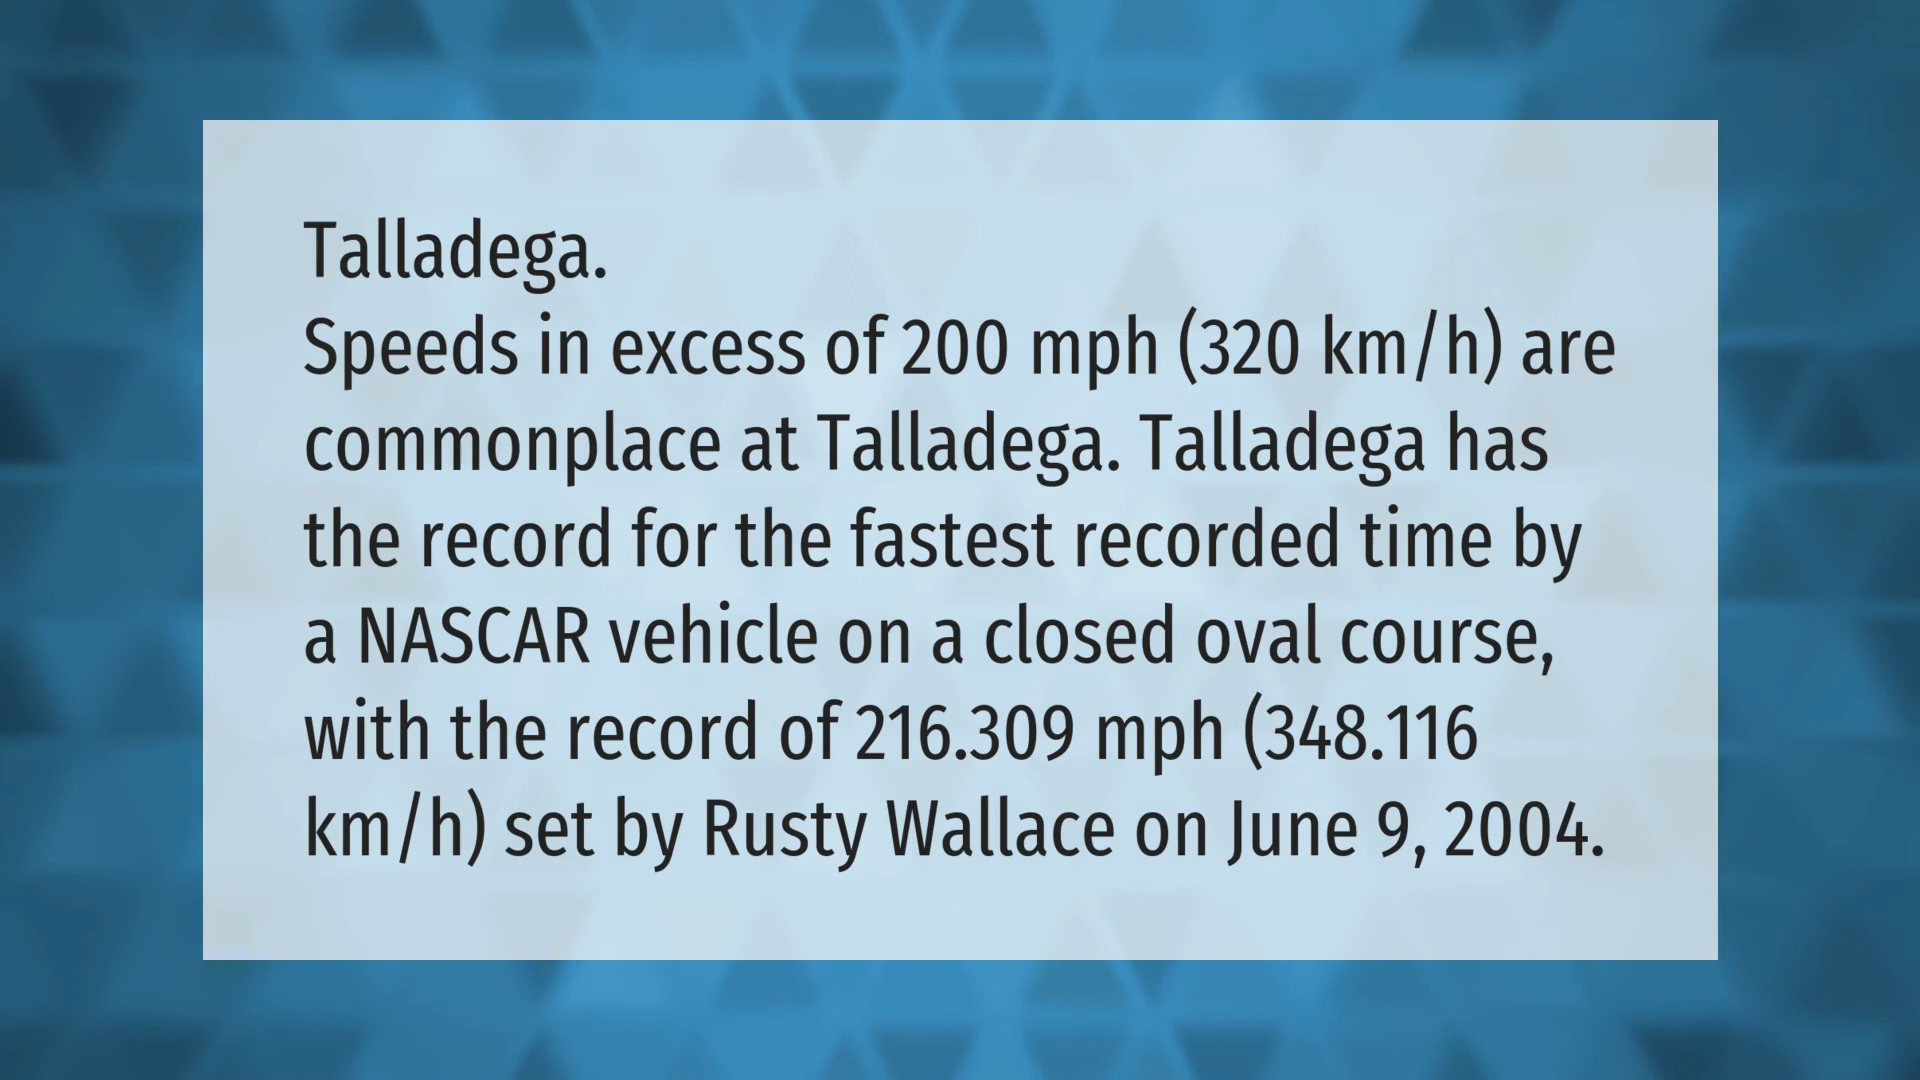 Talladega.
Speeds in excess of 200 mph (320 km/h) are
commonplace at Talladega. Talladega has
the record for the fastest recorded time by
a NASCAR vehicle on a closed oval course,
with the record of 216.309 mph (348.116
km/h) set by Rusty Wallace on June 9, 2004.